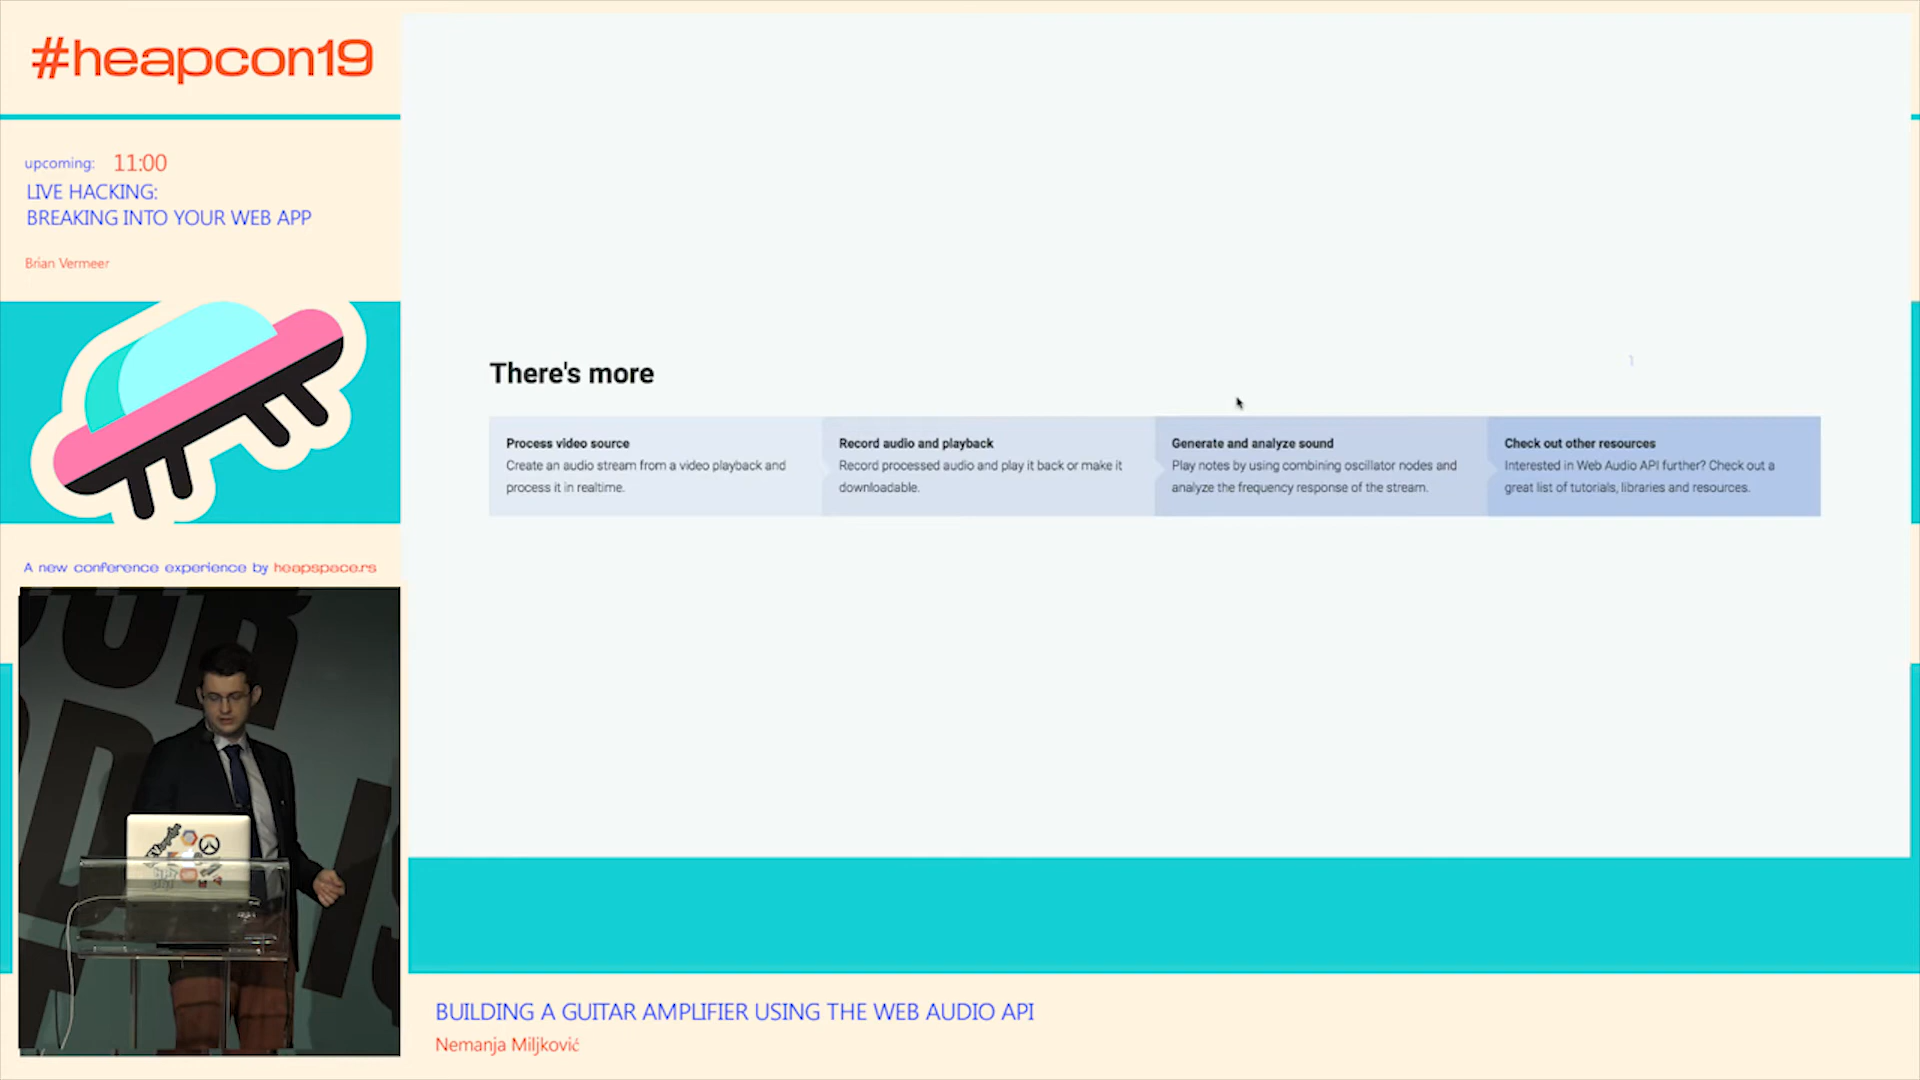 #heapcon19
upcoming: 11:00
LIVE HACKING:
BREAKING INTO YOUR WEB APP
Brian Vermeer
A new conference experience by heapspace.rs
There's more
Process video source
Create an audio stream from a video playback and
process it in realtime.
Record audio and playback
Record processed audio and play it back or make it
downloadable.
Generate and analyze sound
Play notes by using combining oscillator nodes and
analyze the frequency response of the stream.
Check out other resources
Interested in Web Audio API further? Check out a
great list of tutorials, libraries and resources.
BUILDING A GUITAR AMPLIFIER USING THE WEB AUDIO API
Nemanja Miljković